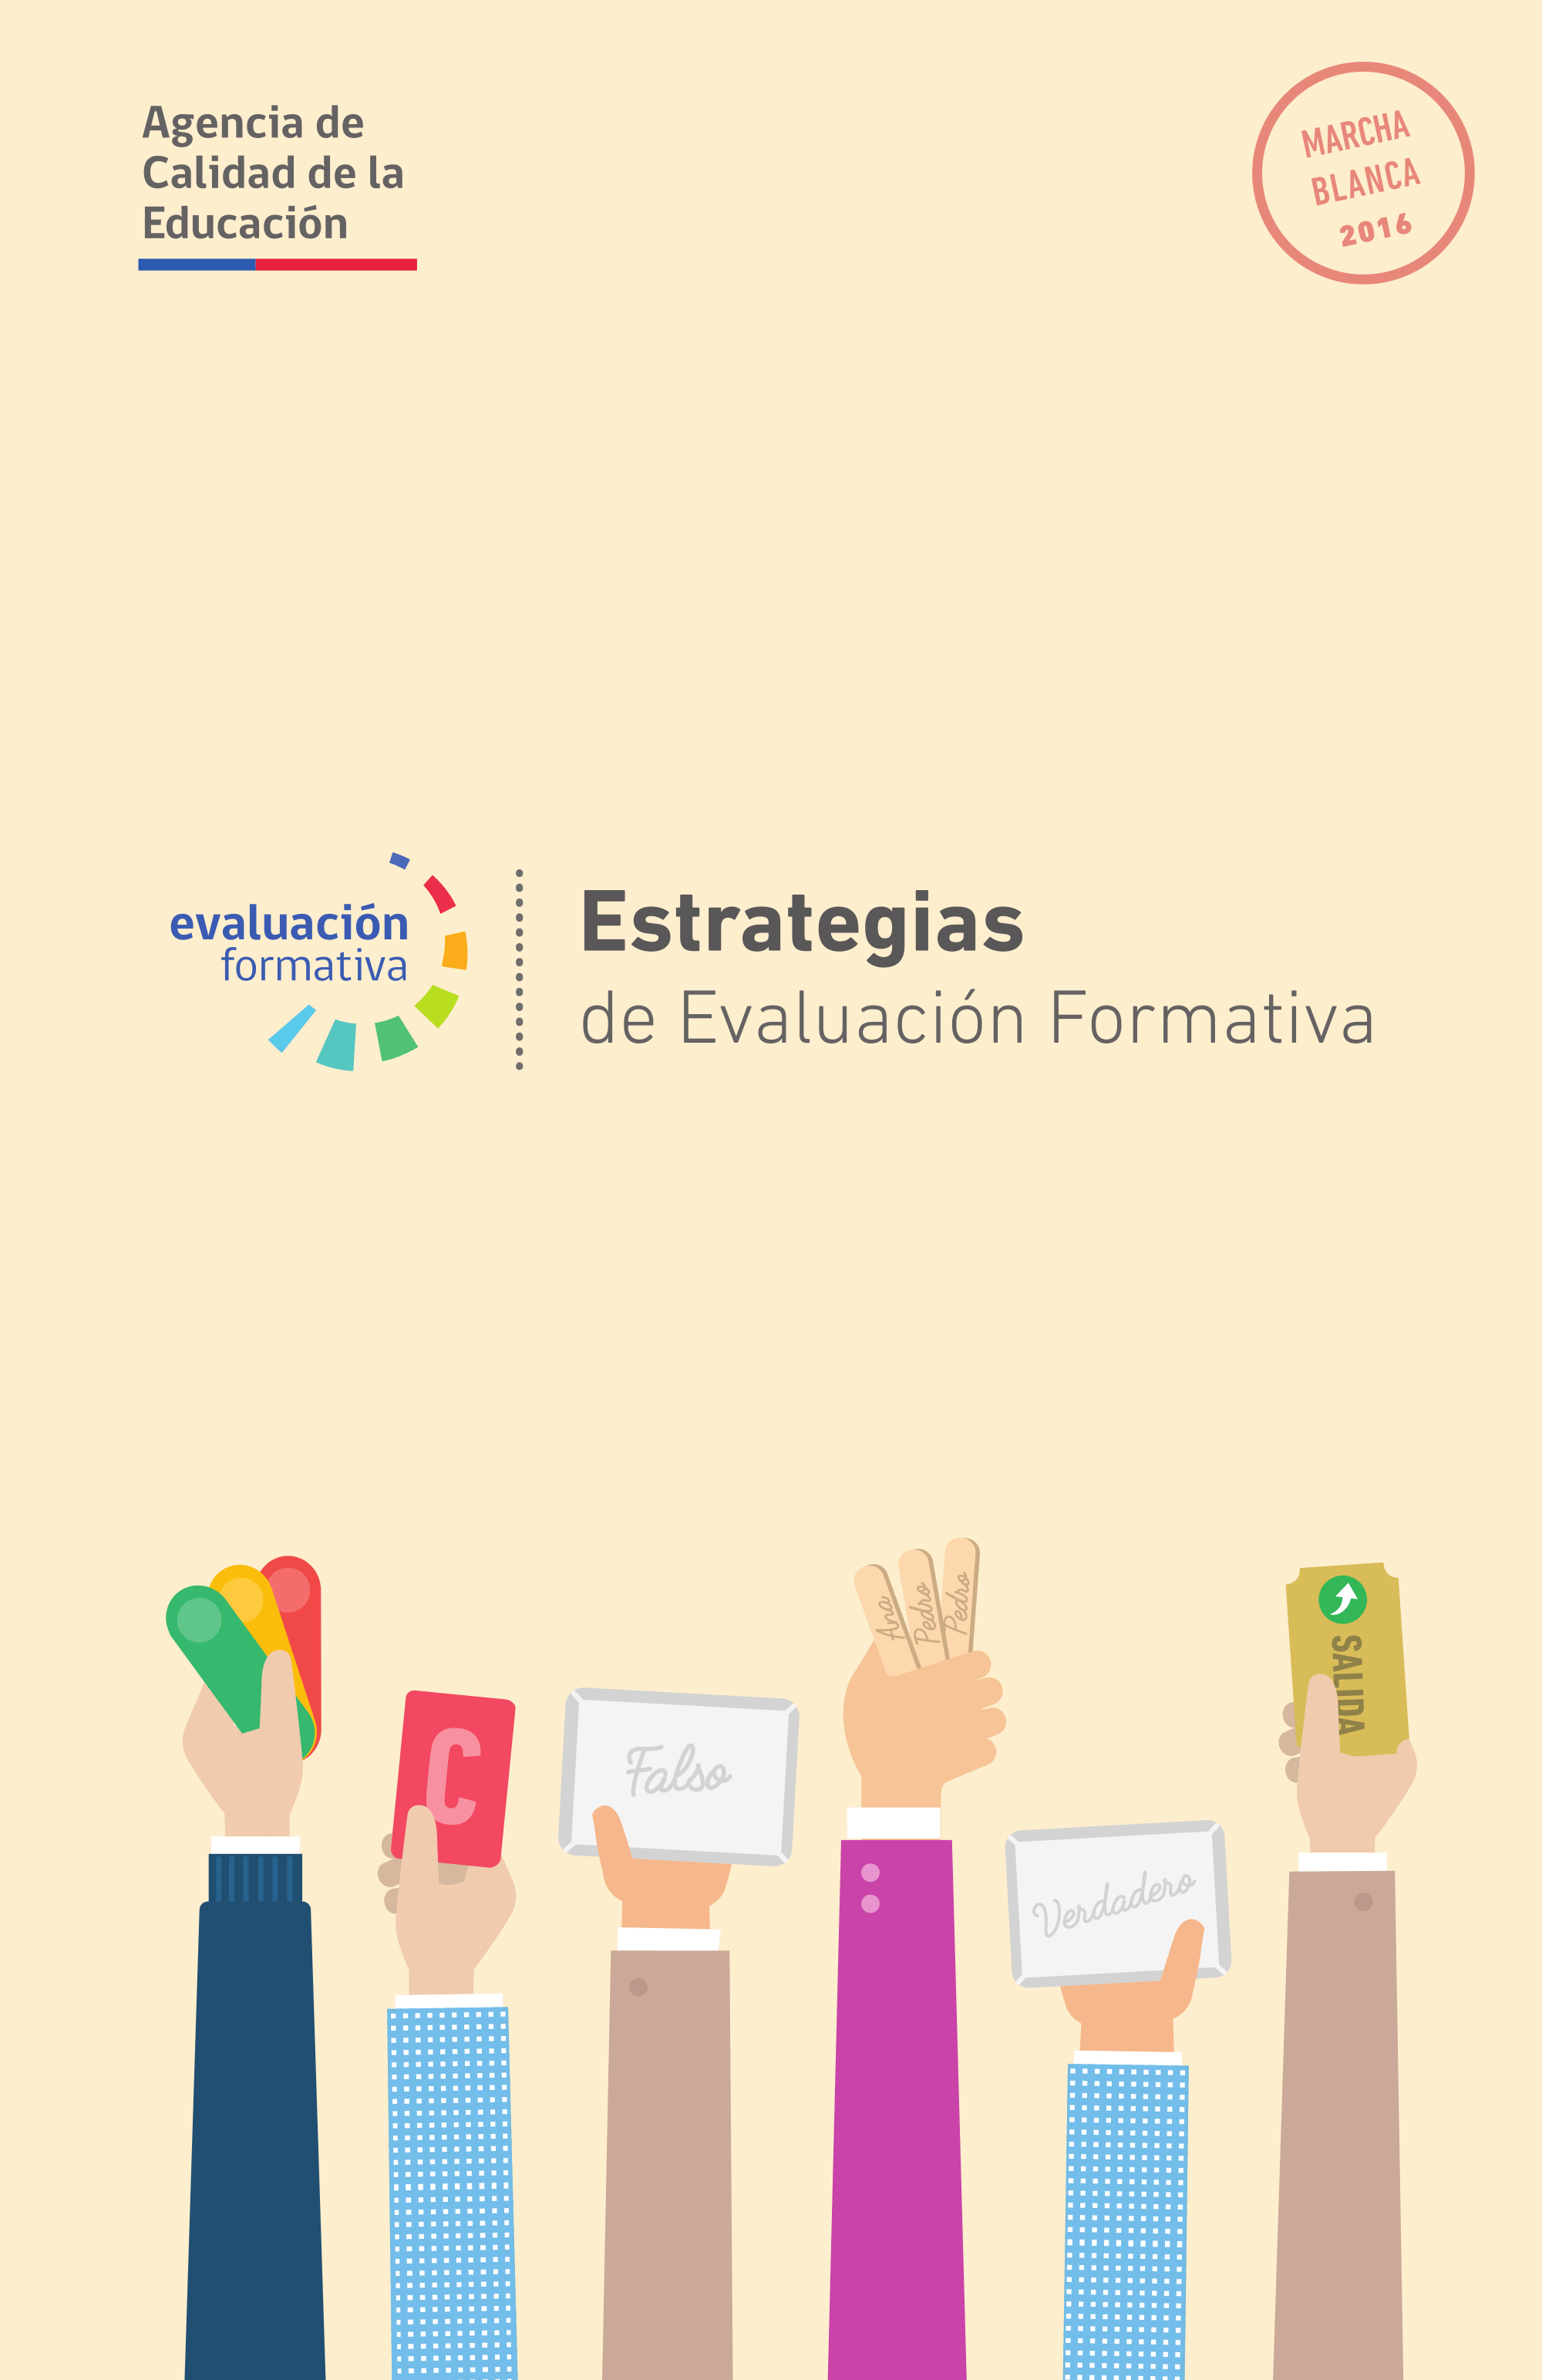 Agencia de
Calidad de la
Educación
MARCHA
BLANCA
2016
evaluación
formativa
Estrategias
de Evaluación Formativa
Ana
Pedro
Pedro
SALIDA
C
Falso
Verdadero